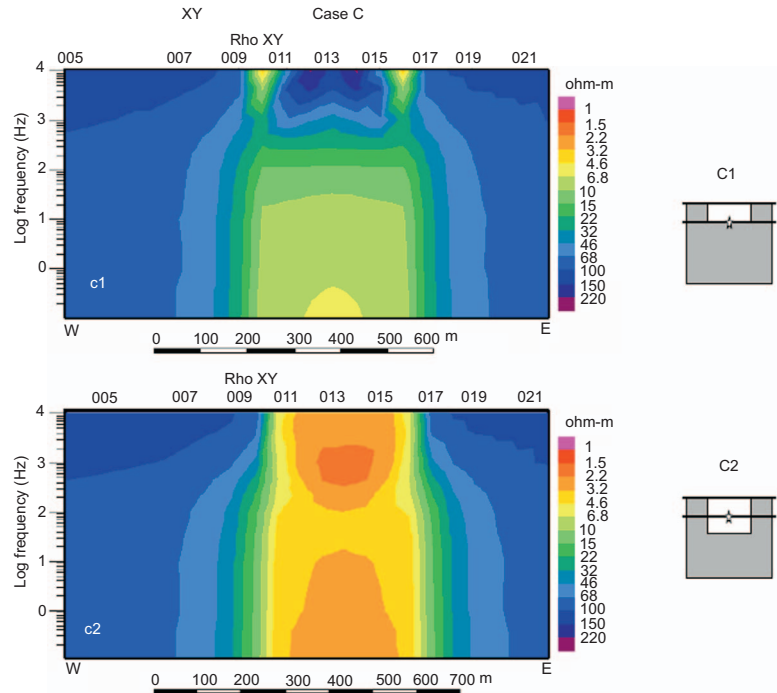 XY Case C
Rho XY
005 007 009 011 013 015 017 019 021
4
3
2
1
0
Log frequency (Hz)
c1
W E
0 100 200 300 400 500 600 m
ohm-m
1
1.5
2.2
3.2
4.6
6.8
10
15
22
32
46
68
100
150
220
C1
Rho XY
005 007 009 011 013 015 017 019 021
4
3
2
1
0
Log frequency (Hz)
c2
W E
0 100 200 300 400 500 600 700 m
ohm-m
1
1.5
2.2
3.2
4.6
6.8
10
15
22
32
46
68
100
150
220
C2